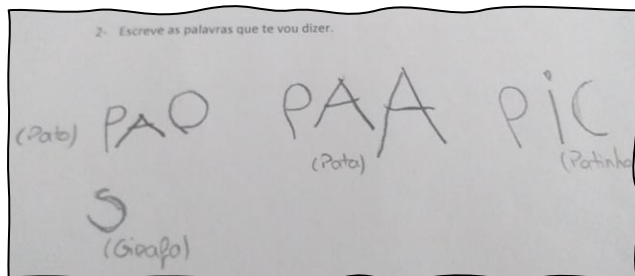 2- Escreve as palavras que te vou dizer.
(Pato) PAO PAA PiC
(Pata) (Patinho
S
(Girafa)